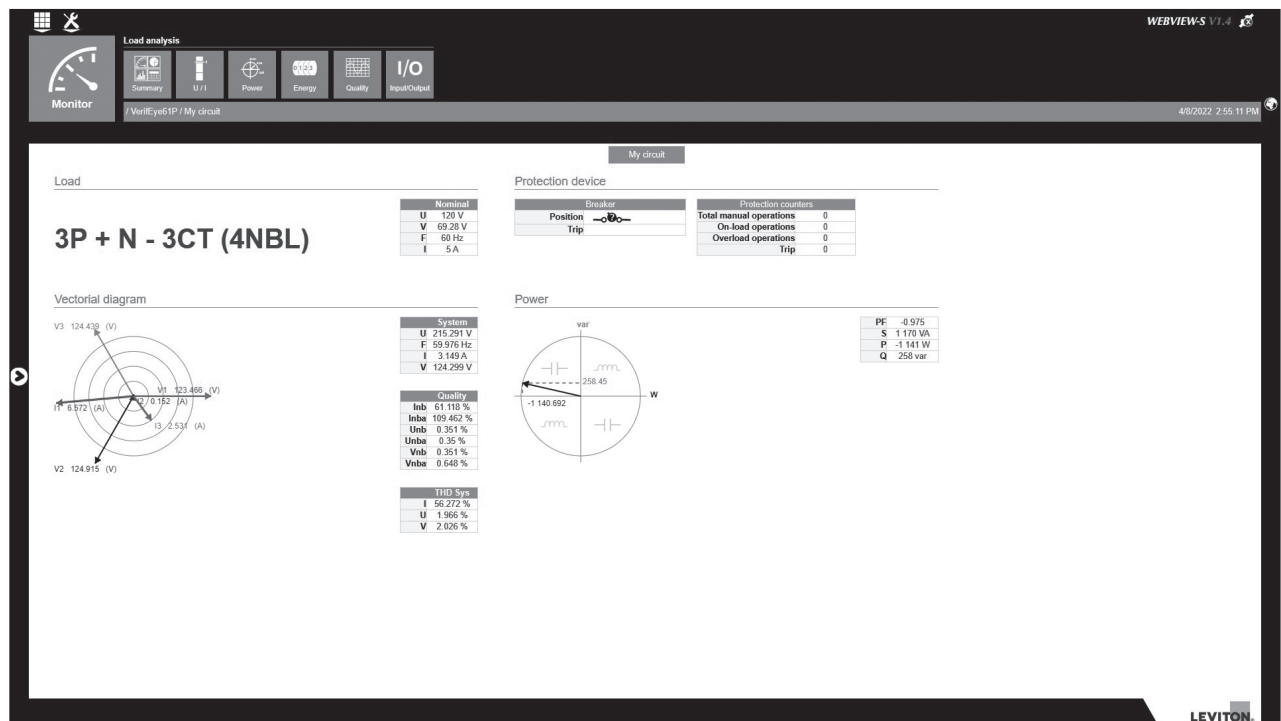 WEBVIEW-S V1.4
Load analysis
Monitor
Summary
U / I
Power
0 1 2 3
Energy
Quality
I/O
Input/Output
/ VerifEye61P / My circuit
4/8/2022 2:55:11 PM
My circuit
Load
3P + N - 3CT (4NBL)
Nominal
U 120 V
V 69.28 V
F 60 Hz
I 5 A
Protection device
Breaker
Position ?
Trip
Protection counters
Total manual operations 0
On-load operations 0
Overload operations 0
Trip 0
Vectorial diagram
V3 124.439 (V)
V1 123.466 (V)
I2 0.152 (A)
I1 6.572 (A)
I3 2.531 (A)
V2 124.915 (V)
System
U 215.291 V
F 59.976 Hz
I 3.149 A
V 124.299 V
Quality
Inb 61.118 %
Inba 109.462 %
Unb 0.351 %
Unba 0.35 %
Vnb 0.351 %
Vnba 0.648 %
THD Sys
I 56.272 %
U 1.966 %
V 2.026 %
Power
var
258.45
W
-1 140.692
PF -0.975
S 1 170 VA
P -1 141 W
Q 258 var
LEVITON.